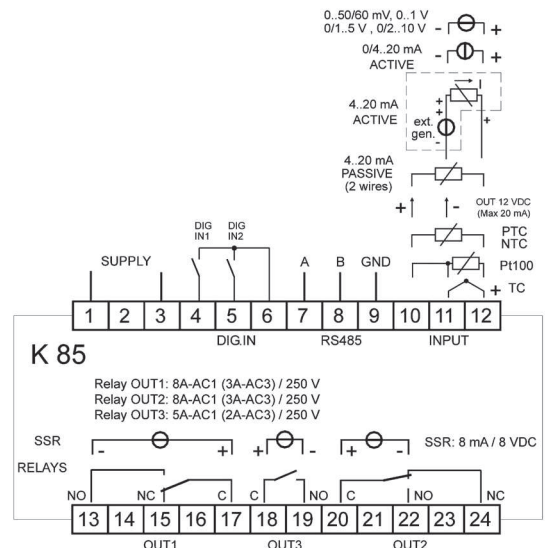 0..50/60 mV, 0..1 V
0/1..5 V , 0/2..10 V
- +
0/4..20 mA
ACTIVE
- +
I
4..20 mA
ACTIVE
+
+
ext.
gen.
-
+
4..20 mA
PASSIVE
(2 wires)
+ -
OUT 12 VDC
(Max 20 mA)
PTC
NTC
Pt100
+ TC
DIG
IN1
DIG
IN2
SUPPLY
A B GND
1 2 3 4 5 6 7 8 9 10 11 12
DIG.IN RS485 INPUT
K 85
Relay OUT1: 8A-AC1 (3A-AC3) / 250 V
Relay OUT2: 8A-AC1 (3A-AC3) / 250 V
Relay OUT3: 5A-AC1 (2A-AC3) / 250 V
SSR - + + - + - SSR: 8 mA / 8 VDC
RELAYS
NO NC C C NO C NO NC
13 14 15 16 17 18 19 20 21 22 23 24
OUT1 OUT3 OUT2